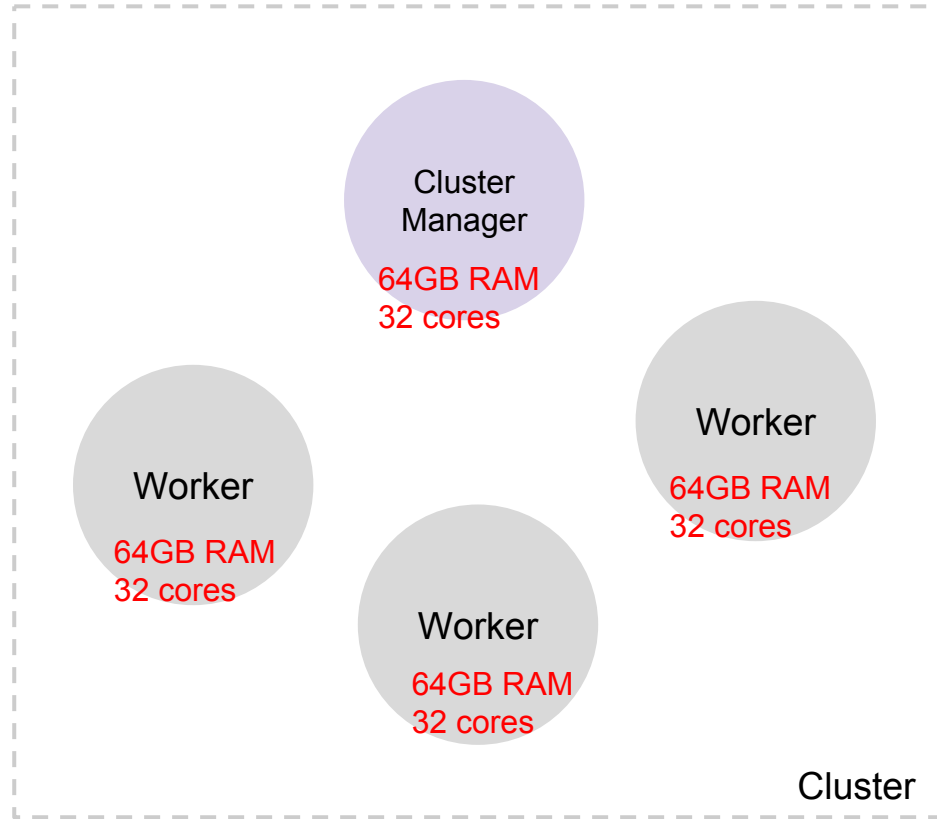 Cluster
Manager
64GB RAM
32 cores
Worker
64GB RAM
32 cores
Worker
64GB RAM
32 cores
Worker
64GB RAM
32 cores
Cluster